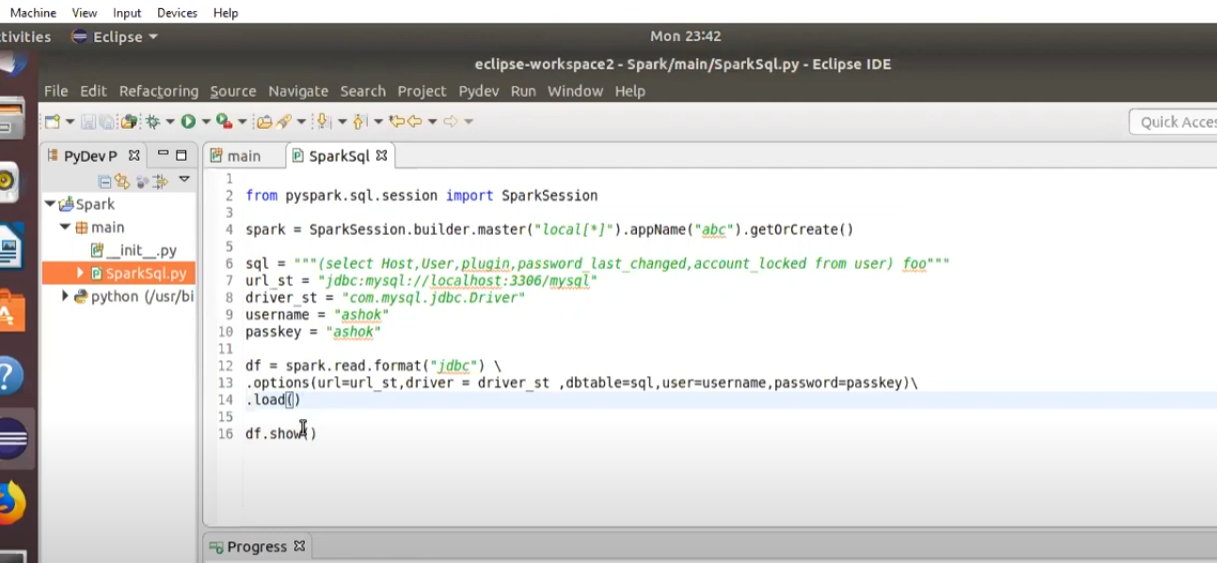 Machine View Input Devices Help
tivities Eclipse Mon 23:42
eclipse-workspace2 - Spark/main/SparkSql.py - Eclipse IDE
File Edit Refactoring Source Navigate Search Project Pydev Run Window Help
Quick Acces
PyDev P
main SparkSql
Spark
main
__init__.py
SparkSql.py
python (/usr/bi
1
2 from pyspark.sql.session import SparkSession
3
4 spark = SparkSession.builder.master("local[*]").appName("abc").getOrCreate()
5
6 sql = """(select Host,User,plugin,password_last_changed,account_locked from user) foo"""
7 url_st = "jdbc:mysql://localhost:3306/mysql"
8 driver_st = "com.mysql.jdbc.Driver"
9 username = "ashok"
10 passkey = "ashok"
11
12 df = spark.read.format("jdbc") \
13 .options(url=url_st,driver = driver_st ,dbtable=sql,user=username,password=passkey)\
14 .load()
15
16 df.show()
Progress